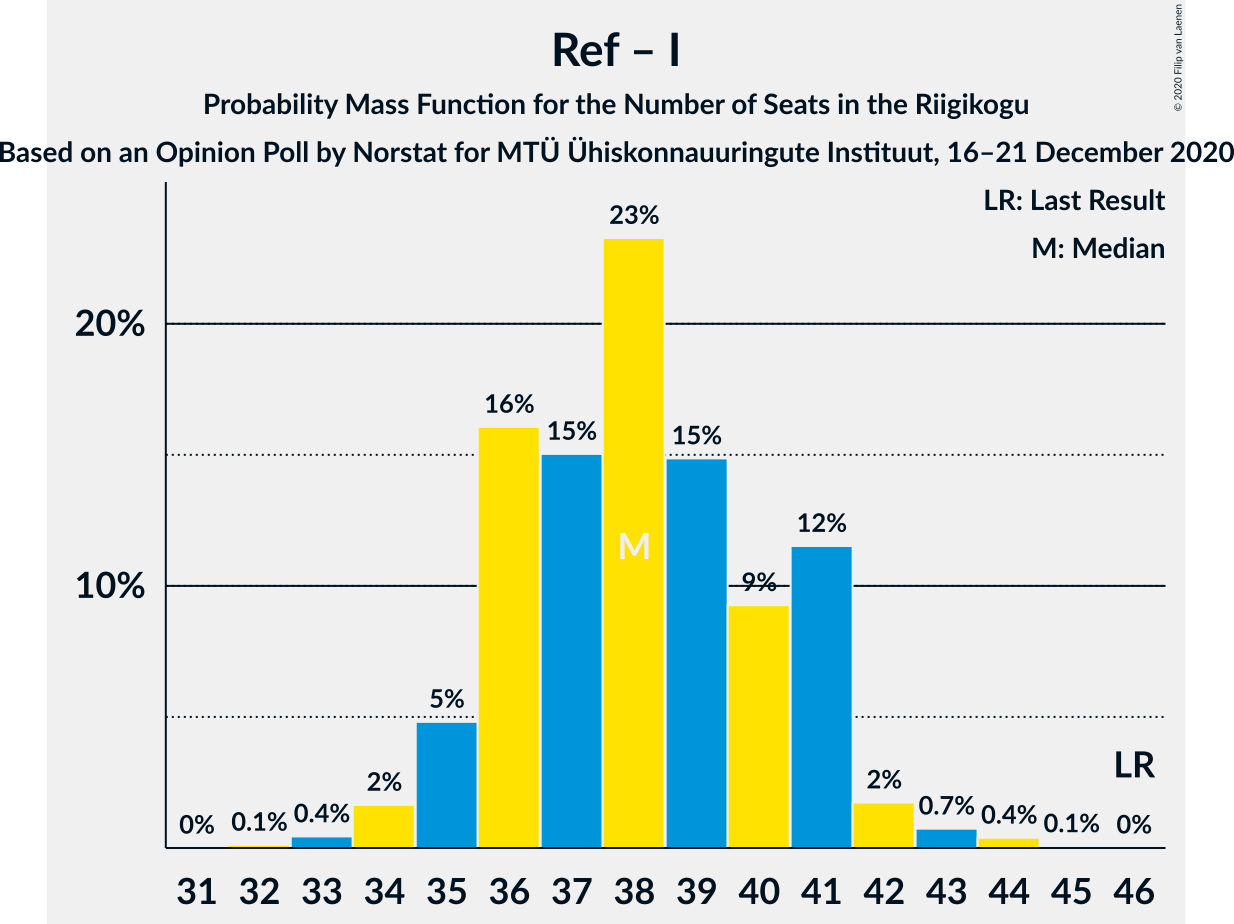 Ref – I
Probability Mass Function for the Number of Seats in the Riigikogu
Based on an Opinion Poll by Norstat for MTÜ Ühiskonnauuringute Instituut, 16–21 December 2020
© 2020 Filip van Laenen
LR: Last Result
M: Median
23%
20%
16%
15%
15%
12%
M
10%
9%
5%
LR
2%
2%
0%
0.1%
0.4%
0.7%
0.4%
0.1%
0%
31 32 33 34 35 36 37 38 39 40 41 42 43 44 45 46